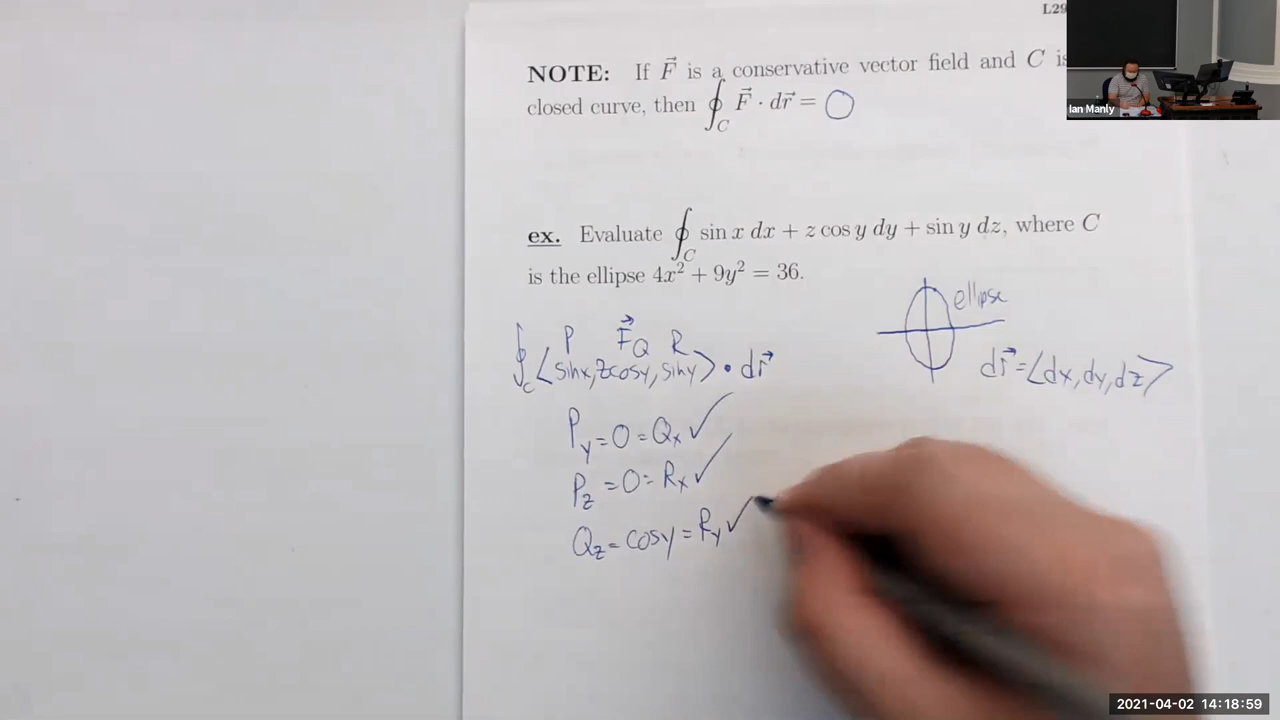 L29
NOTE: If F⃗ is a conservative vector field and C is
closed curve, then ∮_C F⃗ · dr⃗ = 0
Ian Manly
ex. Evaluate ∮_C sin x dx + z cos y dy + sin y dz, where C
is the ellipse 4x² + 9y² = 36.
ellipse
P F⃗ Q R
∮_C ⟨sinx, zcosy, siny⟩ • dr⃗
dr⃗ = ⟨dx, dy, dz⟩
P_y = 0 = Q_x ✓
P_z = 0 = R_x ✓
Q_z = cosy = R_y ✓
2021-04-02 14:18:59